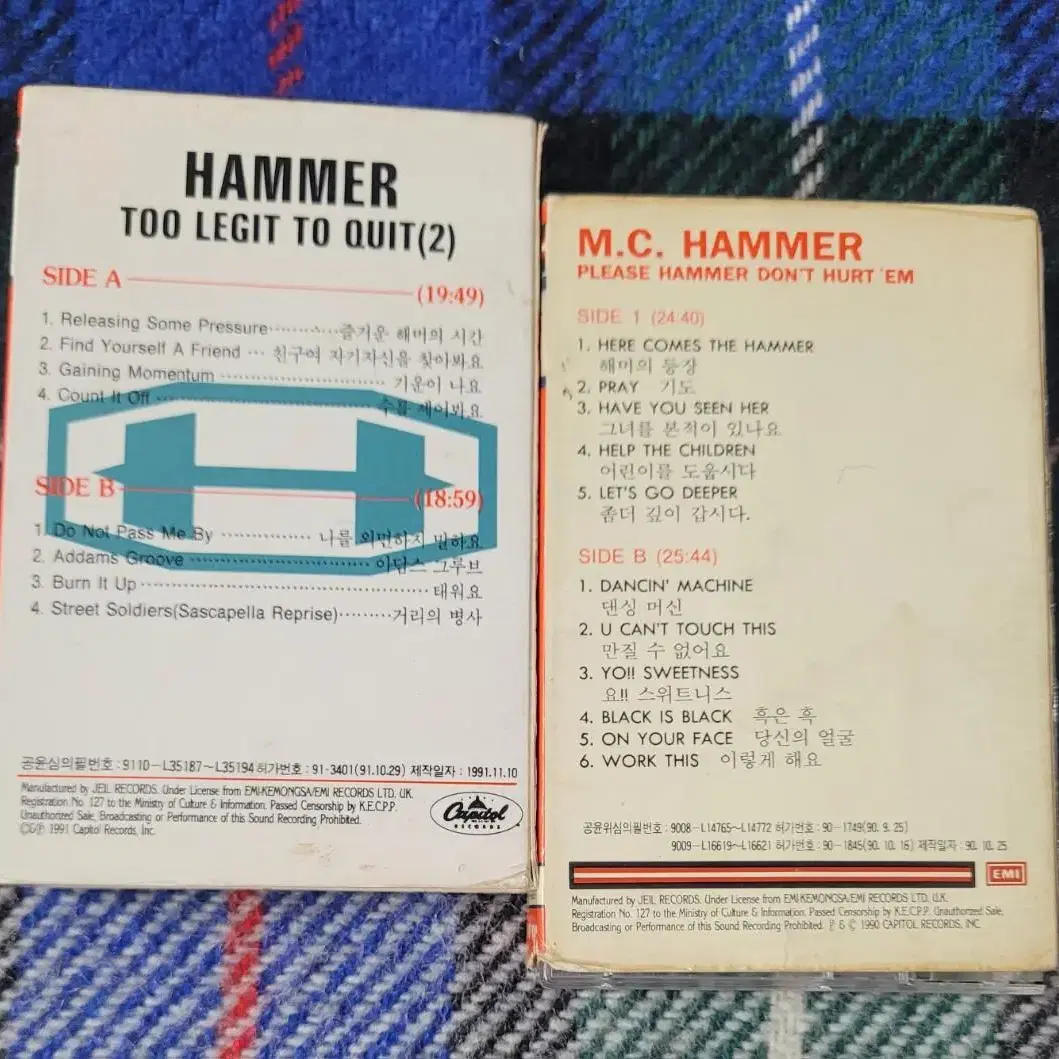 HAMMER
TOO LEGIT TO QUIT(2)
SIDE A (19:49)
1. Releasing Some Pressure 즐거운 해머의 시간
2. Find Yourself A Friend 친구여 자기자신을 찾아봐요
3. Gaining Momentum 기운이 나요
4. Count It Off 수를 세어봐요
SIDE B (18:59)
1. Do Not Pass Me By 나를 외면하지 말아요
2. Addams Groove 아담스 그루브
3. Burn It Up 태워요
4. Street Soldiers(Sascapella Reprise) 거리의 병사
공윤심의필번호 : 9110-L35187~L35194 허가번호 : 91-3401(91.10.29) 제작일자 : 1991.11.10
Manufactured by JEIL RECORDS. Under License from EMI-KEMONGSA/EMI RECORDS LTD. U.K.
Registration No. 127 to the Ministry of Culture & Information. Passed Censorship by K.E.C.P.P.
Unauthorized Sale, Broadcasting or Performance of this Sound Recording Prohibited.
©&℗ 1991 Capitol Records, Inc.
Capitol
RECORDS
M.C. HAMMER
PLEASE HAMMER DON'T HURT 'EM
SIDE 1 (24:40)
1. HERE COMES THE HAMMER
해머의 등장
2. PRAY 기도
3. HAVE YOU SEEN HER
그녀를 본적이 있나요
4. HELP THE CHILDREN
어린이를 도웁시다
5. LET'S GO DEEPER
좀더 깊이 갑시다.
SIDE B (25:44)
1. DANCIN' MACHINE
댄싱 머신
2. U CAN'T TOUCH THIS
만질 수 없어요
3. YO!! SWEETNESS
요!! 스위트니스
4. BLACK IS BLACK 흑은 흑
5. ON YOUR FACE 당신의 얼굴
6. WORK THIS 이렇게 해요
공윤위심의필번호 : 9008-L14765~L14772 허가번호 : 90-1749(90. 9. 25)
9009-L16619~L16621 허가번호 : 90-1845(90. 10. 16) 제작일자 : 90. 10. 25
EMI
Manufactured by JEIL RECORDS. Under License from EMI-KEMONGSA/EMI RECORDS LTD. U.K.
Registration No. 127 to the Ministry of Culture & Information. Passed Censorship by K.E.C.P.P. Unauthorized Sale,
Broadcasting or Performance of this Sound Recording Prohibited. ℗ & © 1990 CAPITOL RECORDS, INC.